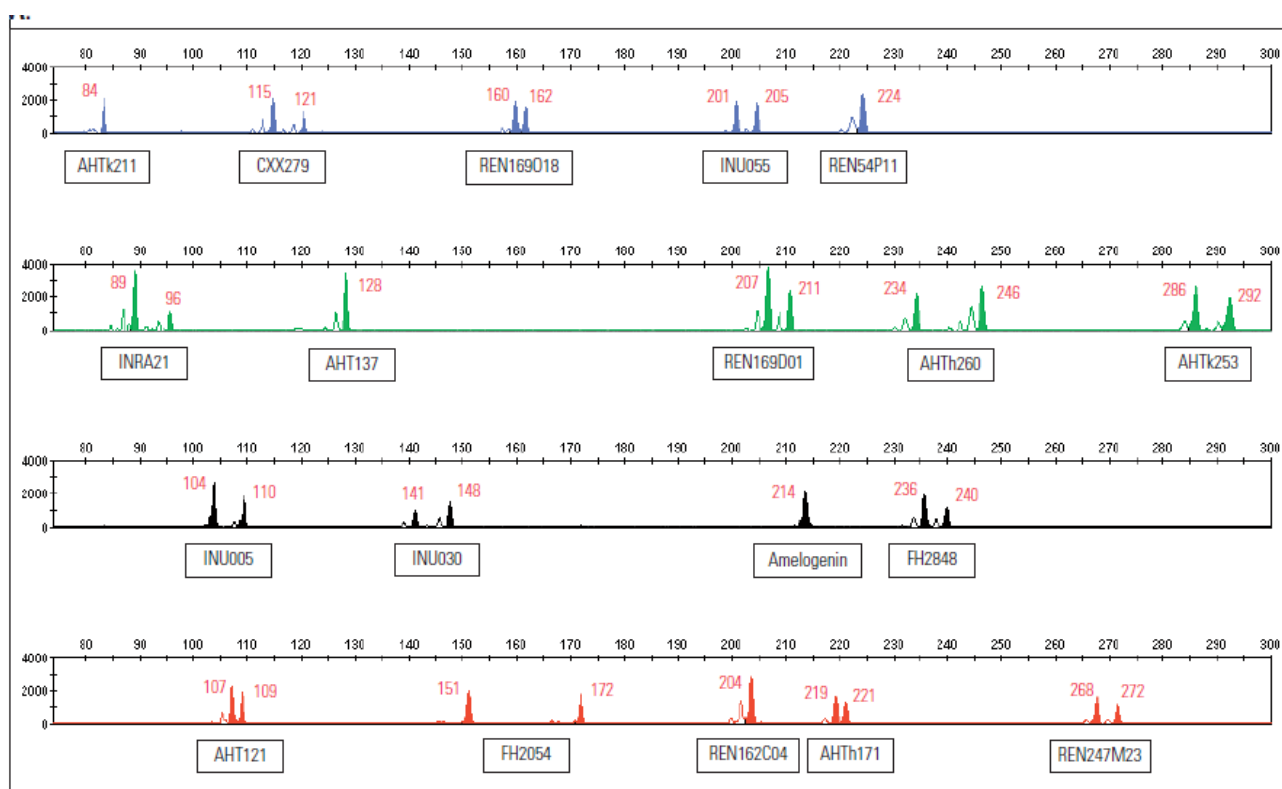 80 90 100 110 120 130 140 150 160 170 180 190 200 210 220 230 240 250 260 270 280 290 300
4000
2000
0
84 115 121 160 162 201 205 224
AHTk211 CXX279 REN169O18 INU055 REN54P11
80 90 100 110 120 130 140 150 160 170 180 190 200 210 220 230 240 250 260 270 280 290 300
4000
2000
0
89 96 128 207 211 234 246 286 292
INRA21 AHT137 REN169D01 AHTh260 AHTk253
80 90 100 110 120 130 140 150 160 170 180 190 200 210 220 230 240 250 260 270 280 290 300
4000
2000
0
104 110 141 148 214 236 240
INU005 INU030 Amelogenin FH2848
80 90 100 110 120 130 140 150 160 170 180 190 200 210 220 230 240 250 260 270 280 290 300
4000
2000
0
107 109 151 172 204 219 221 268 272
AHT121 FH2054 REN162C04 AHTh171 REN247M23